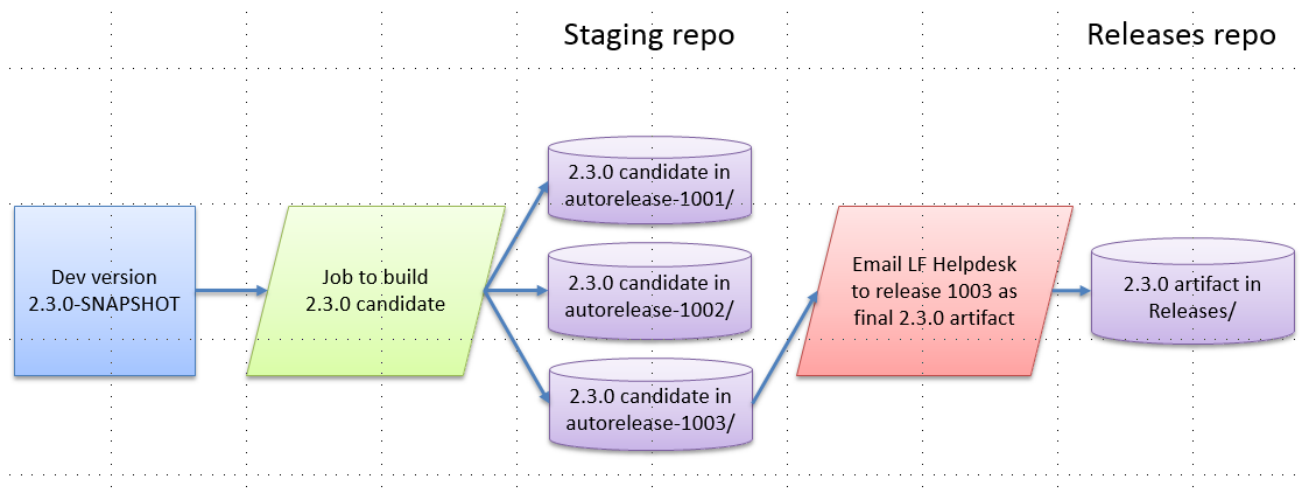 Staging repo
Releases repo
Dev version
2.3.0-SNAPSHOT
Job to build
2.3.0 candidate
2.3.0 candidate in
autorelease-1001/
2.3.0 candidate in
autorelease-1002/
2.3.0 candidate in
autorelease-1003/
Email LF Helpdesk
to release 1003 as
final 2.3.0 artifact
2.3.0 artifact in
Releases/